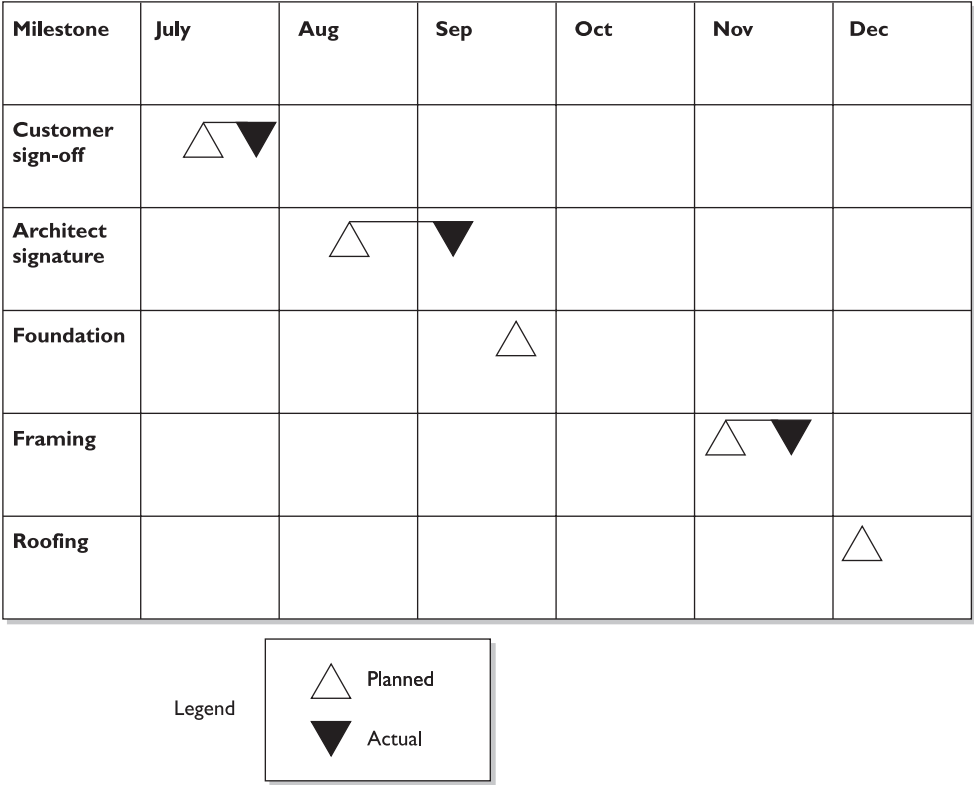 Milestone July Aug Sep Oct Nov Dec
Customer
sign-off
Architect
signature
Foundation
Framing
Roofing
Planned
Legend
Actual